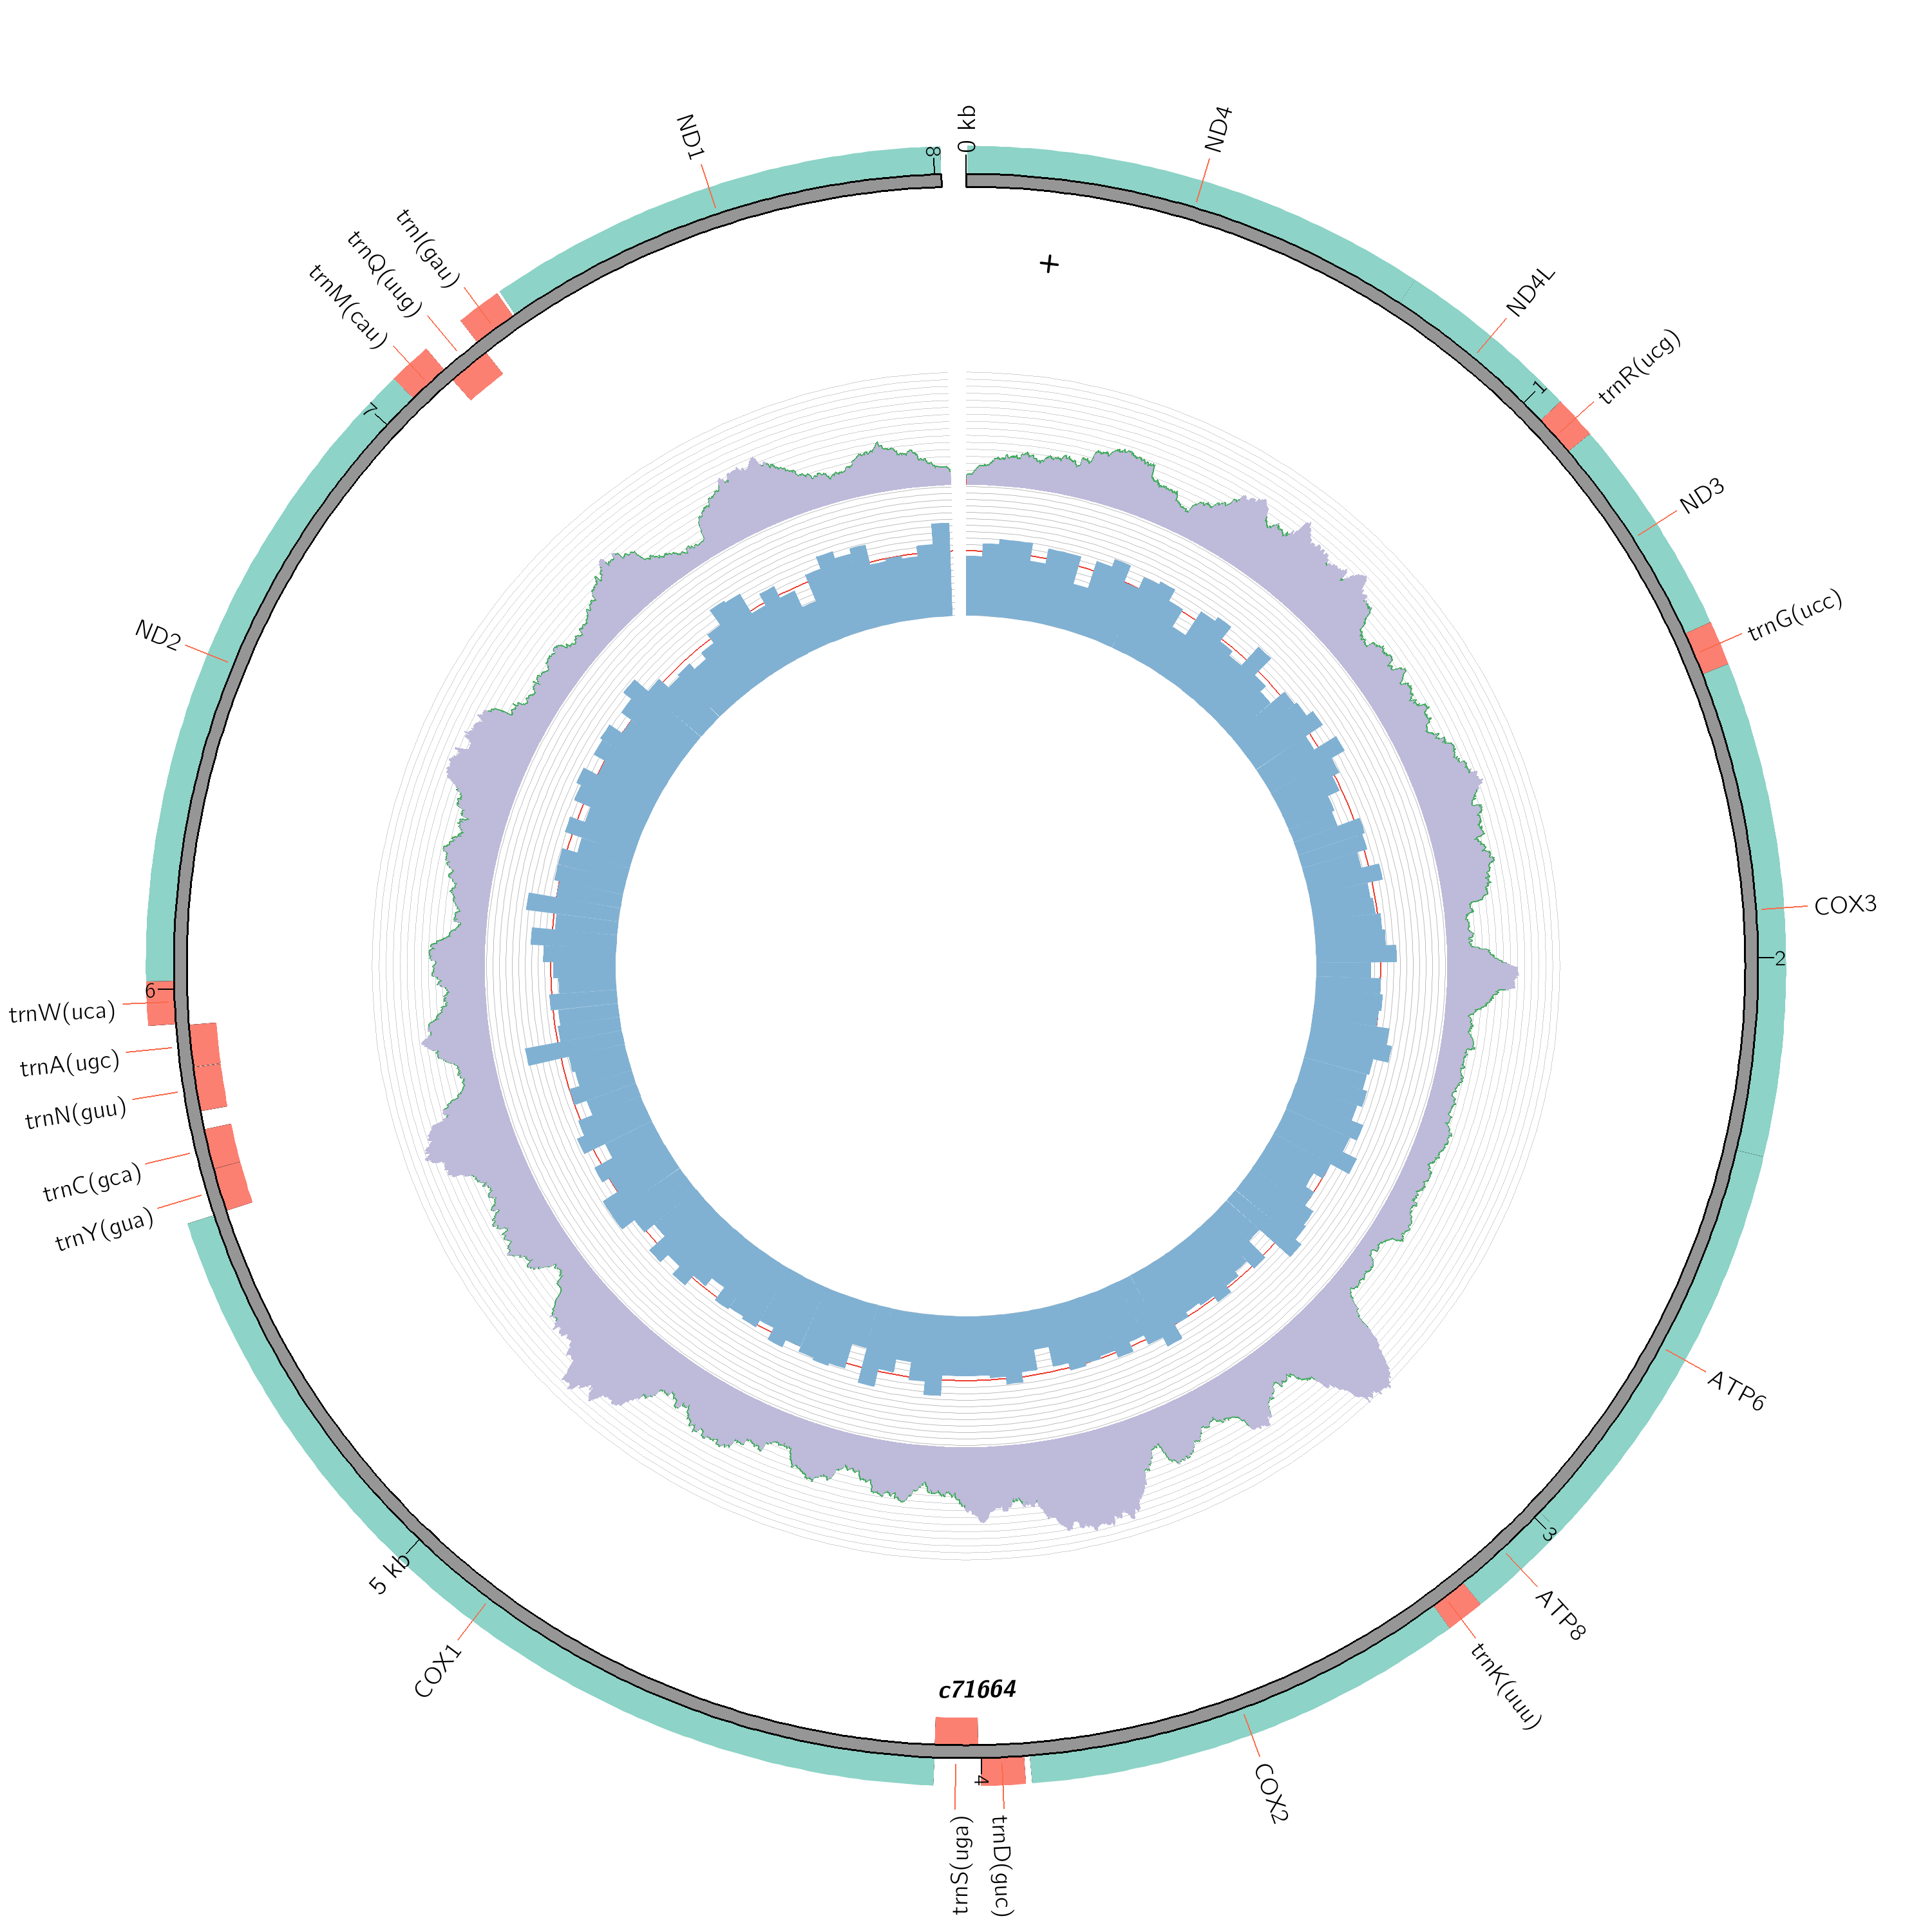 0 kb
ND4
ND4L
1
trnR(ucg)
ND3
trnG(ucc)
COX3
2
ATP6
3
ATP8
trnK(uuu)
COX2
trnD(guc)
4
trnS(uga)
c71664
COX1
5 kb
trnY(gua)
trnC(gca)
trnN(guu)
trnA(ugc)
trnW(uca)
6
ND2
7
trnM(cau)
trnQ(uug)
trnI(gau)
ND1
8
+